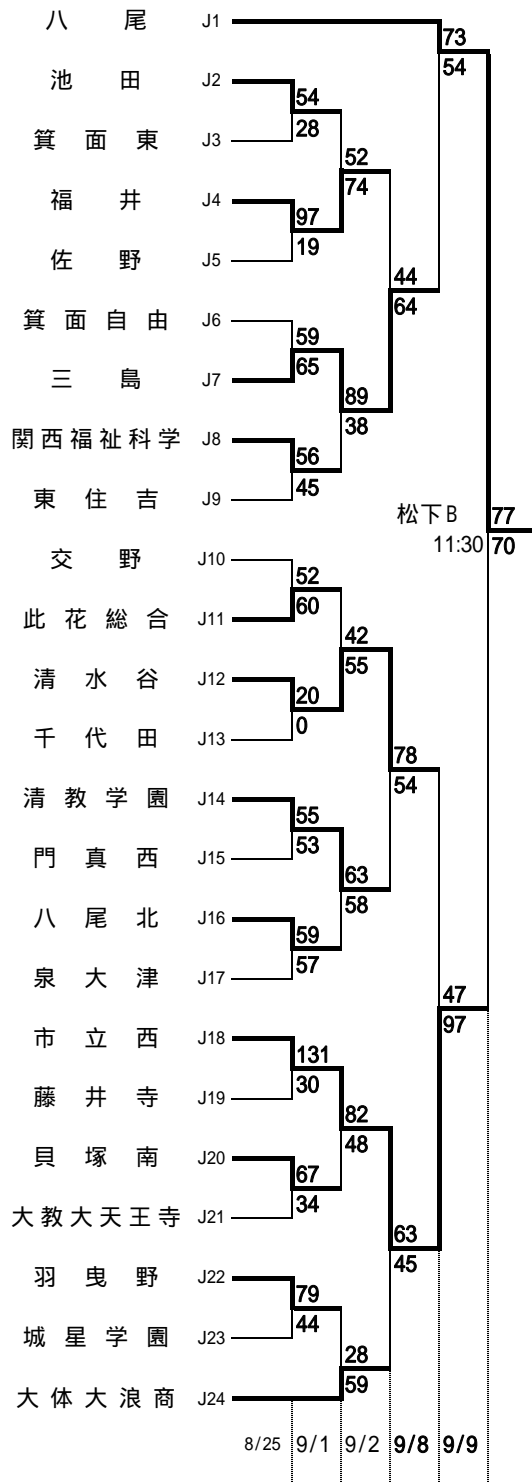 八尾 J1 73
54
池田 J2 54
28
箕面東 J3
52
74
福井 J4 97
19
佐野 J5
44
64
箕面自由 J6 59
65
三島 J7
89
38
関西福祉科学 J8 56
45
東住吉 J9
松下B 77
11:30 70
交野 J10 52
60
此花総合 J11
42
55
清水谷 J12 20
0
千代田 J13
78
54
清教学園 J14 55
53
門真西 J15
63
58
八尾北 J16 59
57
泉大津 J17
47
97
市立西 J18 131
30
藤井寺 J19
82
48
貝塚南 J20 67
34
大教大天王寺 J21
63
45
羽曳野 J22 79
44
城星学園 J23
28
59
大体大浪商 J24
8/25 9/1 9/2 9/8 9/9